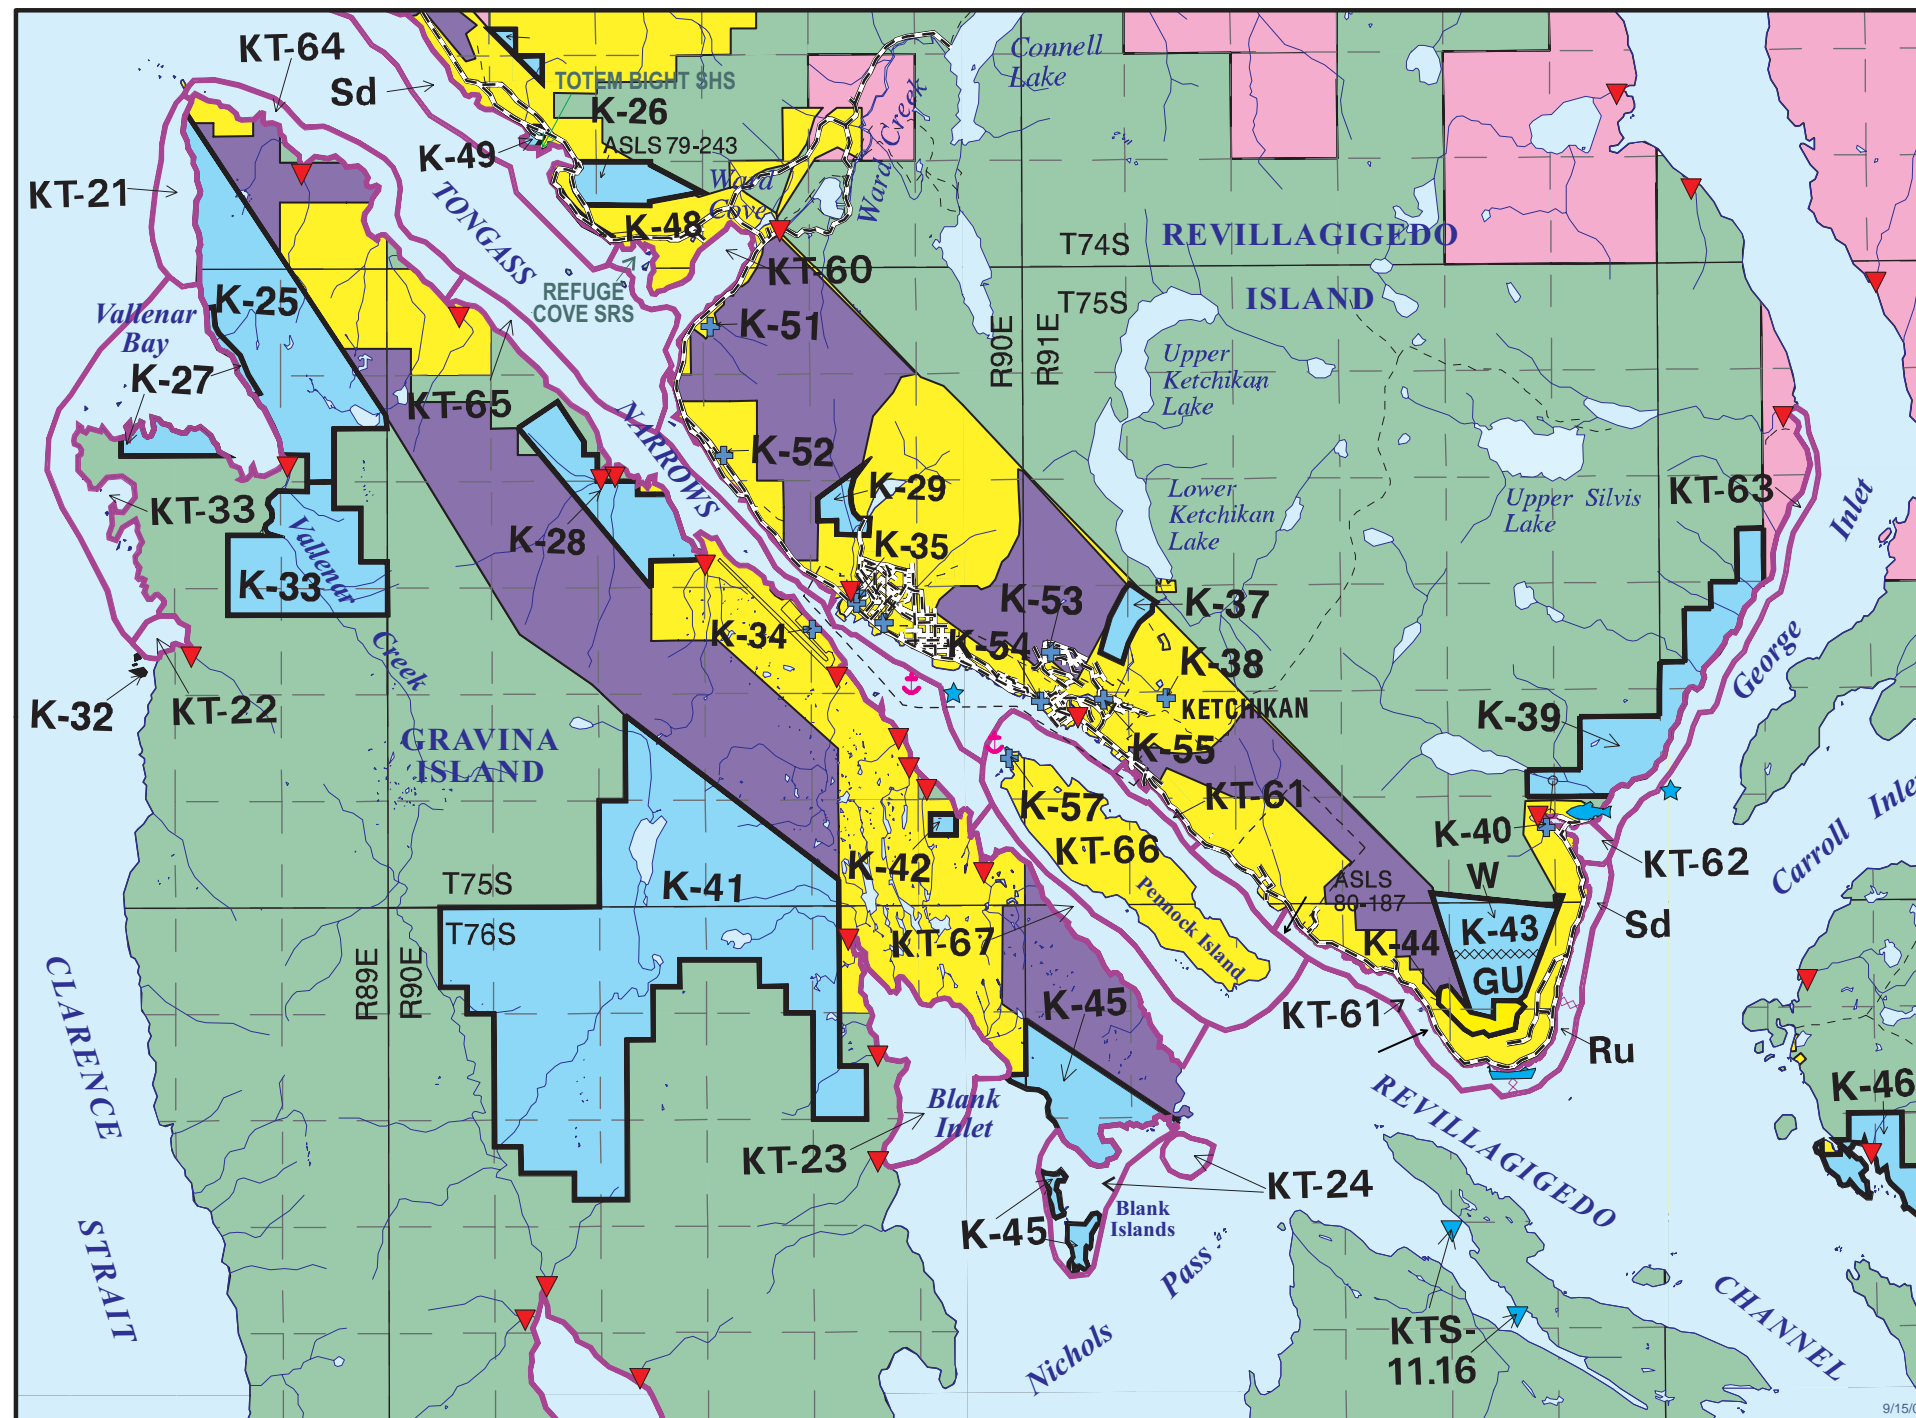 KT-64
Sd
TOTEM BIGHT SHS
K-26
ASLS 79-243
K-49
Connell
Lake
Ward Creek
Ward
Cove
K-48
KT-21
TONGASS
NARROWS
REFUGE
COVE SRS
KT-60
T74S
T75S
REVILLAGIGEDO
ISLAND
R90E
R91E
K-25
Vallenar
Bay
K-27
KT-65
K-51
Upper
Ketchikan
Lake
K-52
K-29
Lower
Ketchikan
Lake
Upper Silvis
Lake
KT-63
George
Inlet
KT-33
K-28
K-35
K-33
Vallenar
Creek
K-53
K-37
K-34
K-54
K-38
K-32
KT-22
KETCHIKAN
K-39
GRAVINA
ISLAND
K-55
K-57
KT-61
KT-66
K-40
W
KT-62
Carroll
K-42
K-41
T75S
T76S
Pennock Island
ASLS
80-187
Sd
K-43
KT-67
K-44
GU
R89E
R90E
K-45
KT-61
7
Ru
CLARENCE
STRAIT
REVILLAGIGEDO
CHANNEL
K-46
Blank
Inlet
KT-23
KT-24
K-45
Blank
Islands
Nichols
Pass
KTS-
11.16